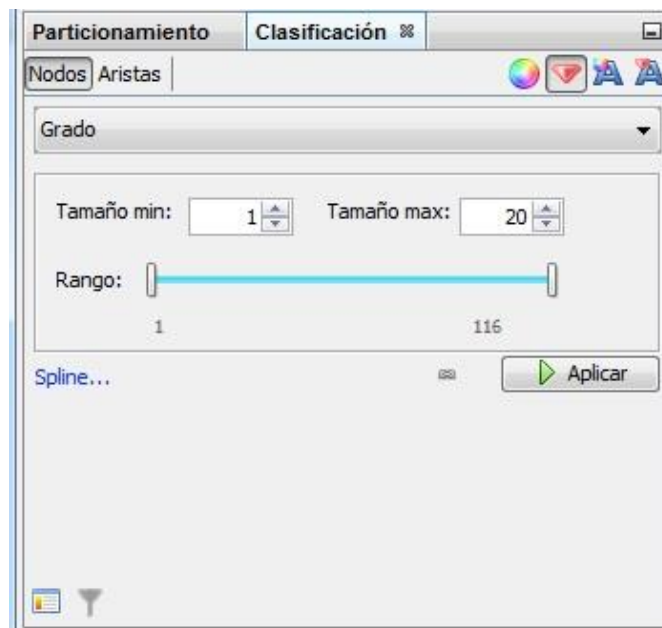 Particionamiento Clasificación
Nodos Aristas
Grado
Tamaño min: 1 Tamaño max: 20
Rango:
1 116
Spline... Aplicar